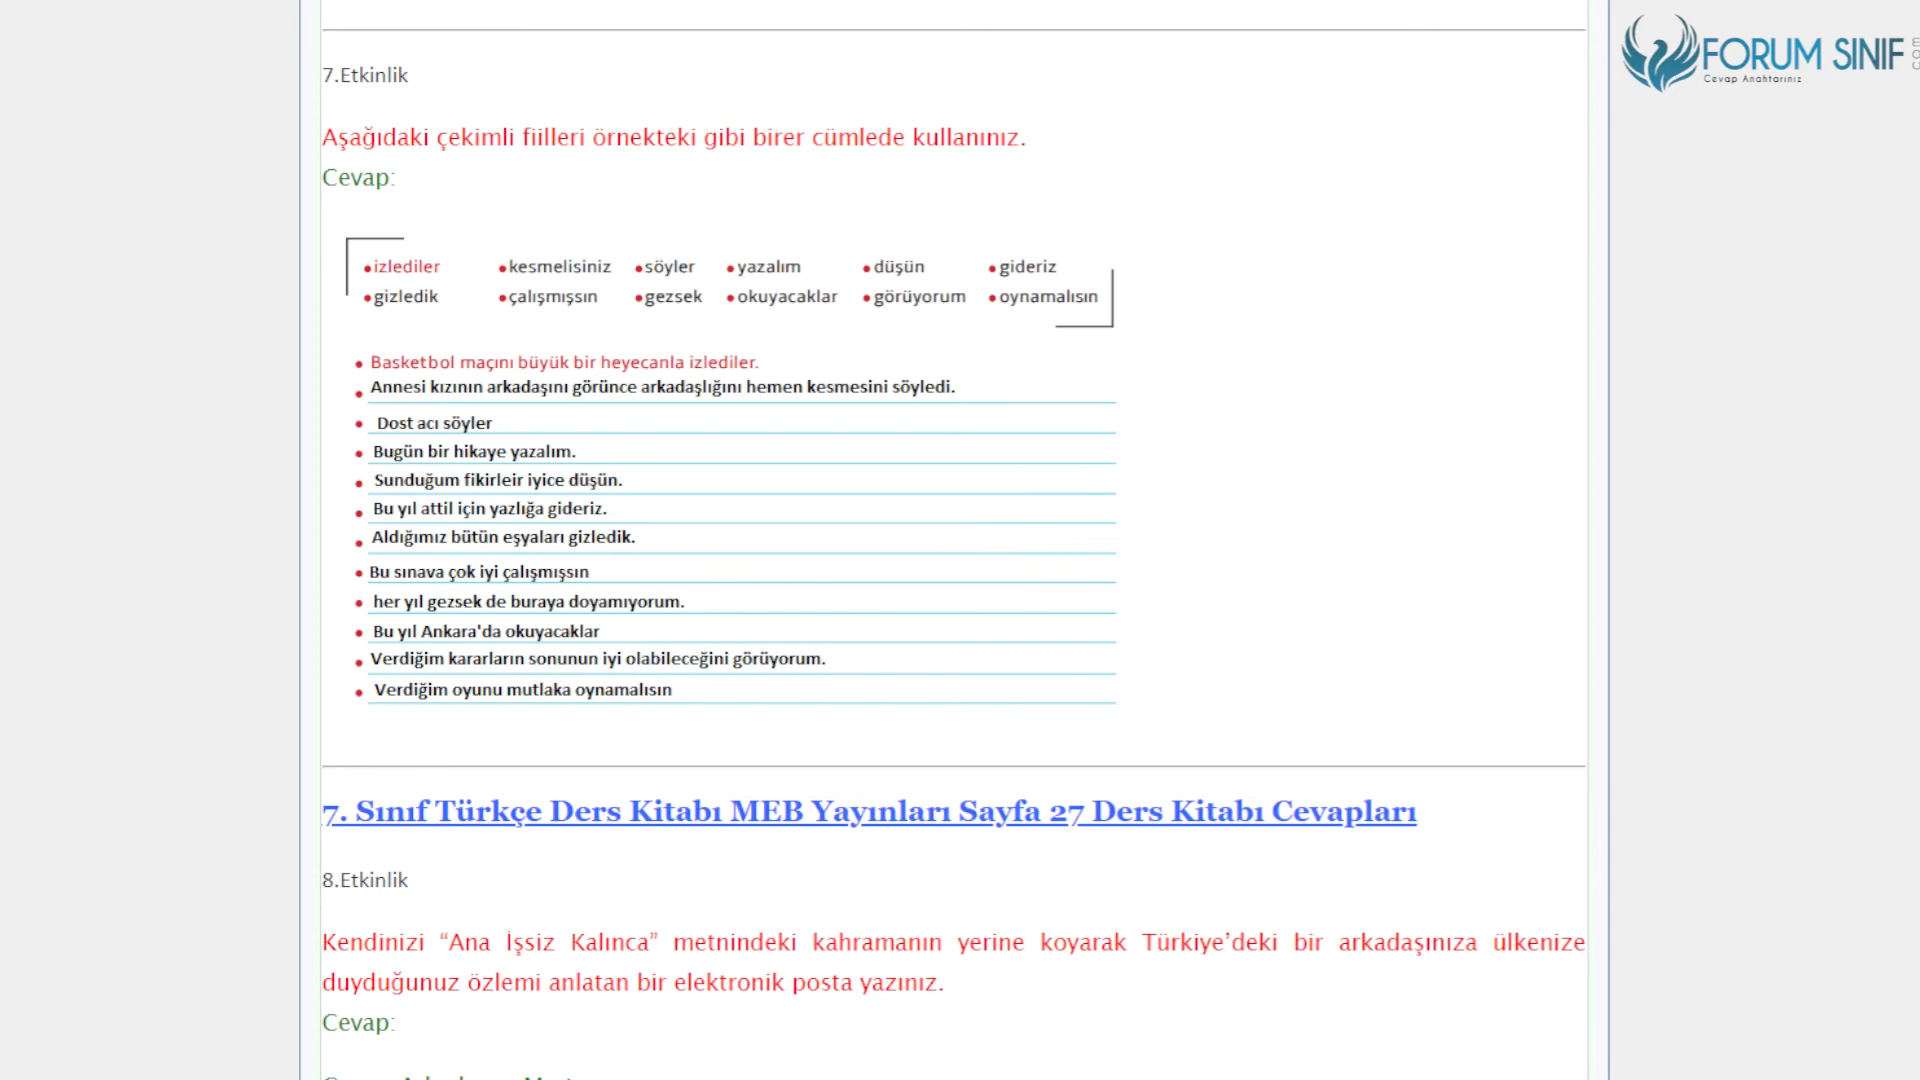 FORUM SINIF
com
Cevap Anahtarınız
7.Etkinlik
Aşağıdaki çekimli fiilleri örnekteki gibi birer cümlede kullanınız.
Cevap:
•izlediler •kesmelisiniz •söyler •yazalım •düşün •gideriz
•gizledik •çalışmışsın •gezsek •okuyacaklar •görüyorum •oynamalısın
• Basketbol maçını büyük bir heyecanla izlediler.
• Annesi kızının arkadaşını görünce arkadaşlığını hemen kesmesini söyledi.
• Dost acı söyler
• Bugün bir hikaye yazalım.
• Sunduğum fikirleir iyice düşün.
• Bu yıl attil için yazlığa gideriz.
• Aldığımız bütün eşyaları gizledik.
• Bu sınava çok iyi çalışmışsın
• her yıl gezsek de buraya doyamıyorum.
• Bu yıl Ankara'da okuyacaklar
• Verdiğim kararların sonunun iyi olabileceğini görüyorum.
• Verdiğim oyunu mutlaka oynamalısın
7. Sınıf Türkçe Ders Kitabı MEB Yayınları Sayfa 27 Ders Kitabı Cevapları
8.Etkinlik
Kendinizi “Ana İşsiz Kalınca” metnindeki kahramanın yerine koyarak Türkiye’deki bir arkadaşınıza ülkenize
duyduğunuz özlemi anlatan bir elektronik posta yazınız.
Cevap: